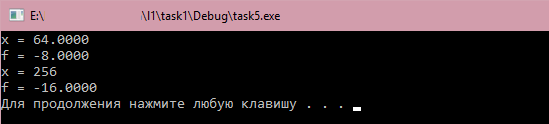 E:\ \l1\task1\Debug\task5.exe
x = 64.0000
f = -8.0000
x = 256
f = -16.0000
Для продолжения нажмите любую клавишу . . .